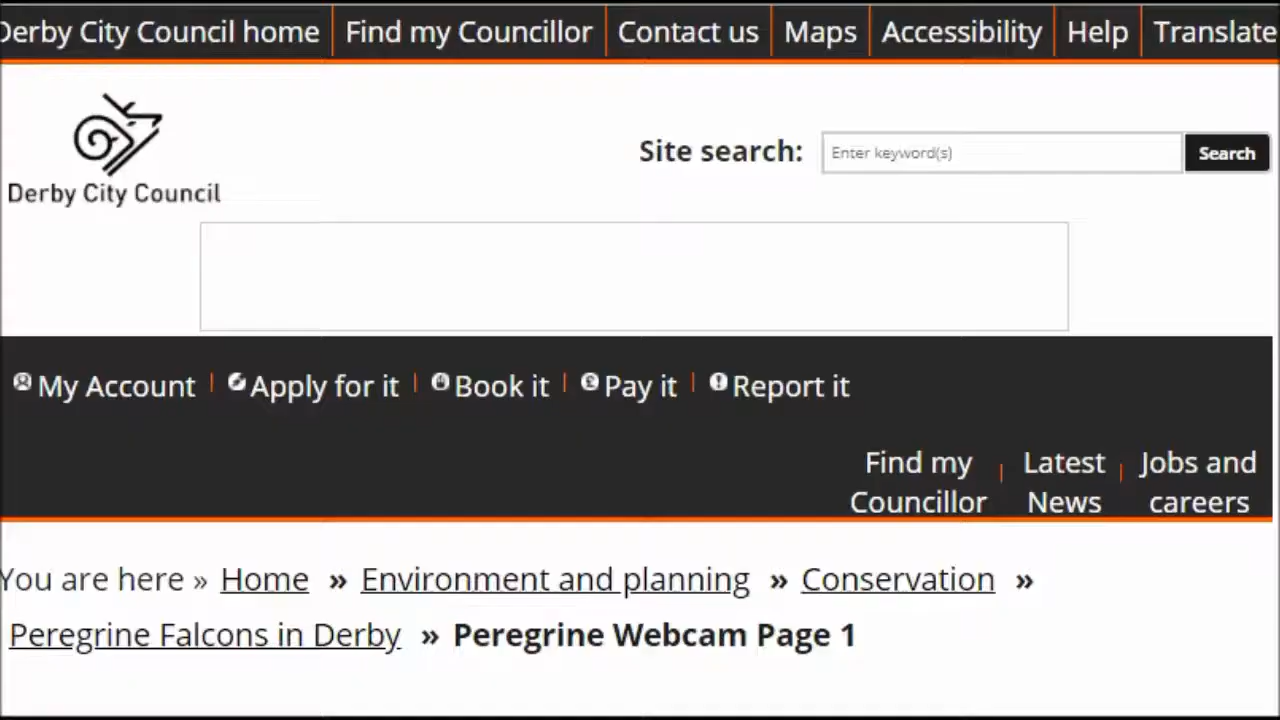 Derby City Council home Find my Councillor Contact us Maps Accessibility Help Translate
Derby City Council
Site search: Enter keyword(s) Search
My Account Apply for it Book it Pay it Report it
Find my Councillor
Latest News
Jobs and careers
You are here » Home » Environment and planning » Conservation »
Peregrine Falcons in Derby » Peregrine Webcam Page 1